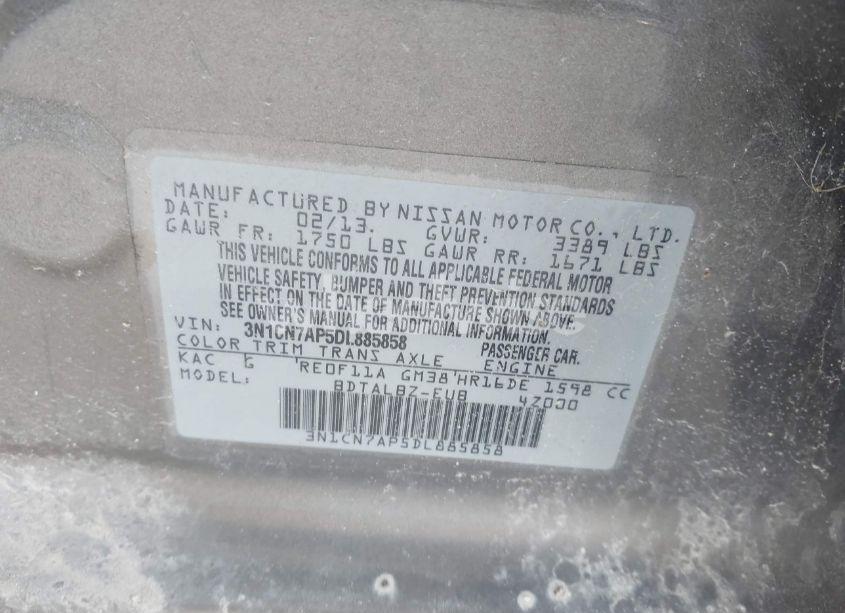 MANUFACTURED BY NISSAN MOTOR CO., LTD.
DATE: 02/13. GVWR: 3389 LBS
GAWR FR: 1750 LBS GAWR RR: 1671 LBS
THIS VEHICLE CONFORMS TO ALL APPLICABLE FEDERAL MOTOR
VEHICLE SAFETY, BUMPER AND THEFT PREVENTION STANDARDS
IN EFFECT ON THE DATE OF MANUFACTURE SHOWN ABOVE.
SEE OWNER'S MANUAL FOR ADDITIONAL INFORMATION.
VIN: 3N1CN7AP5DL885858 PASSENGER CAR.
COLOR TRIM TRANS AXLE ENGINE
KAC G RE0F11A GM38 HR16DE 1598 CC
MODEL: BDTALBZ-EUB 4Z000
3N1CN7AP5DL885858